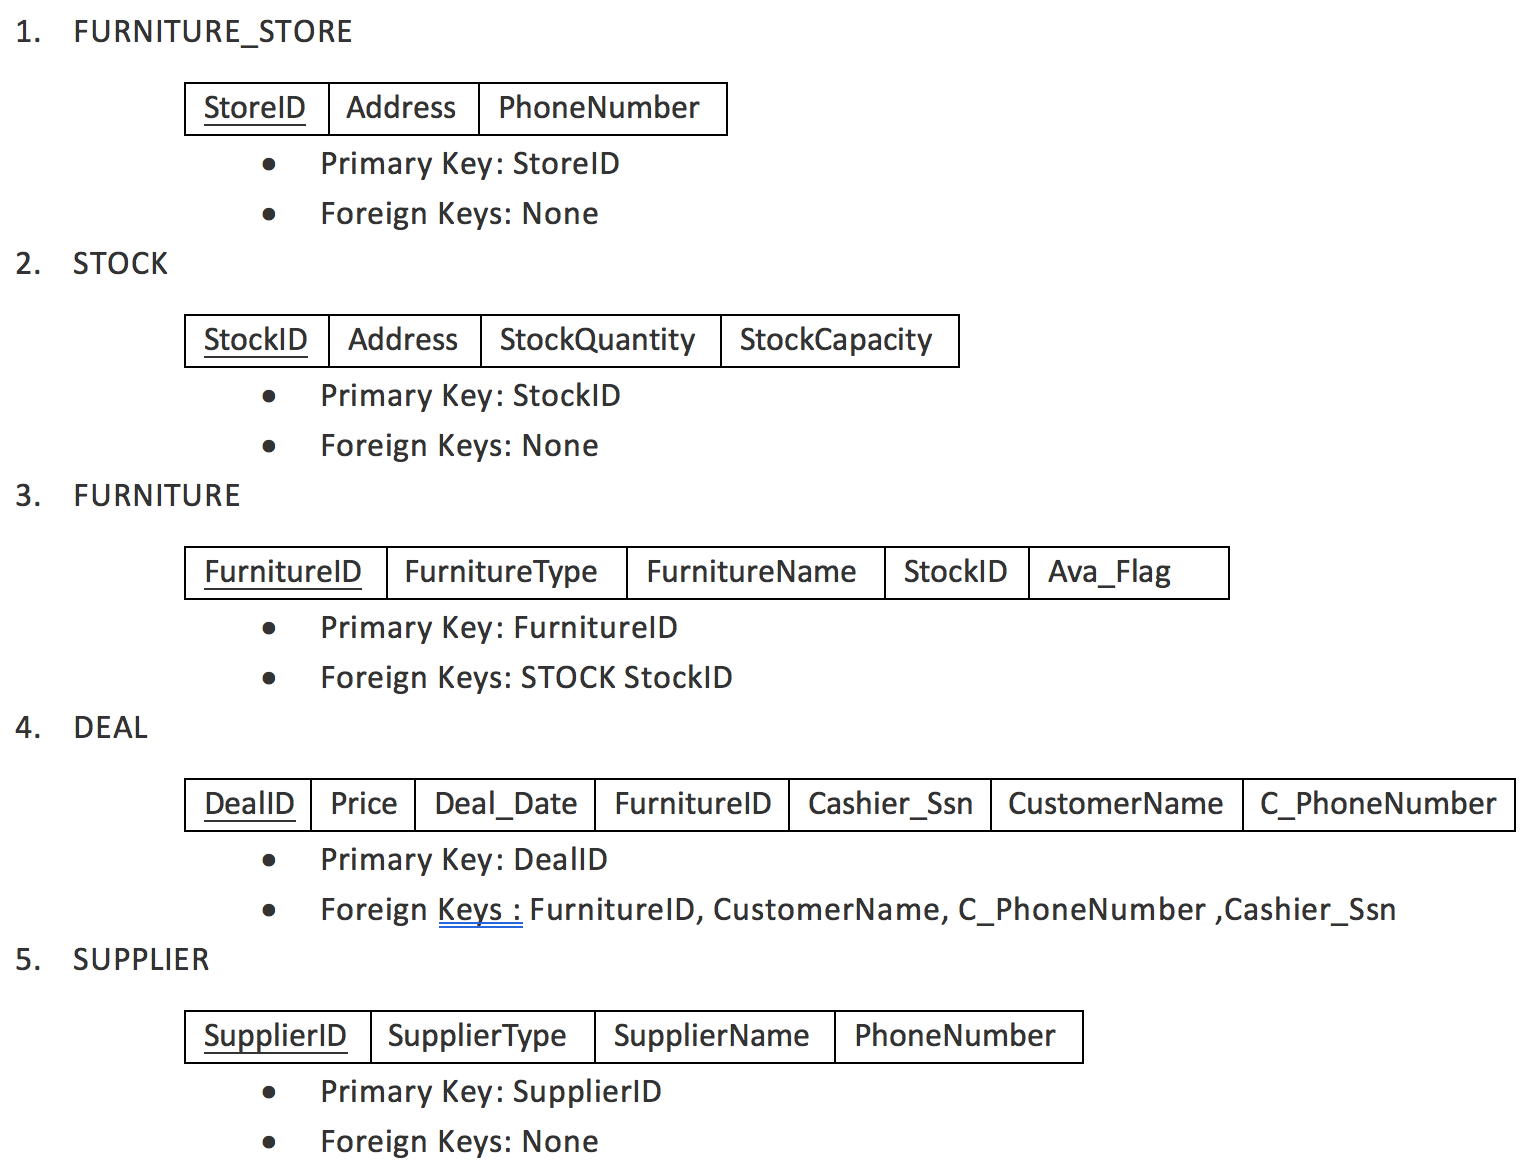 1. FURNITURE_STORE
StoreID Address PhoneNumber
• Primary Key: StoreID
• Foreign Keys: None
2. STOCK
StockID Address StockQuantity StockCapacity
• Primary Key: StockID
• Foreign Keys: None
3. FURNITURE
FurnitureID FurnitureType FurnitureName StockID Ava_Flag
• Primary Key: FurnitureID
• Foreign Keys: STOCK StockID
4. DEAL
DealID Price Deal_Date FurnitureID Cashier_Ssn CustomerName C_PhoneNumber
• Primary Key: DealID
• Foreign Keys : FurnitureID, CustomerName, C_PhoneNumber ,Cashier_Ssn
5. SUPPLIER
SupplierID SupplierType SupplierName PhoneNumber
• Primary Key: SupplierID
• Foreign Keys: None